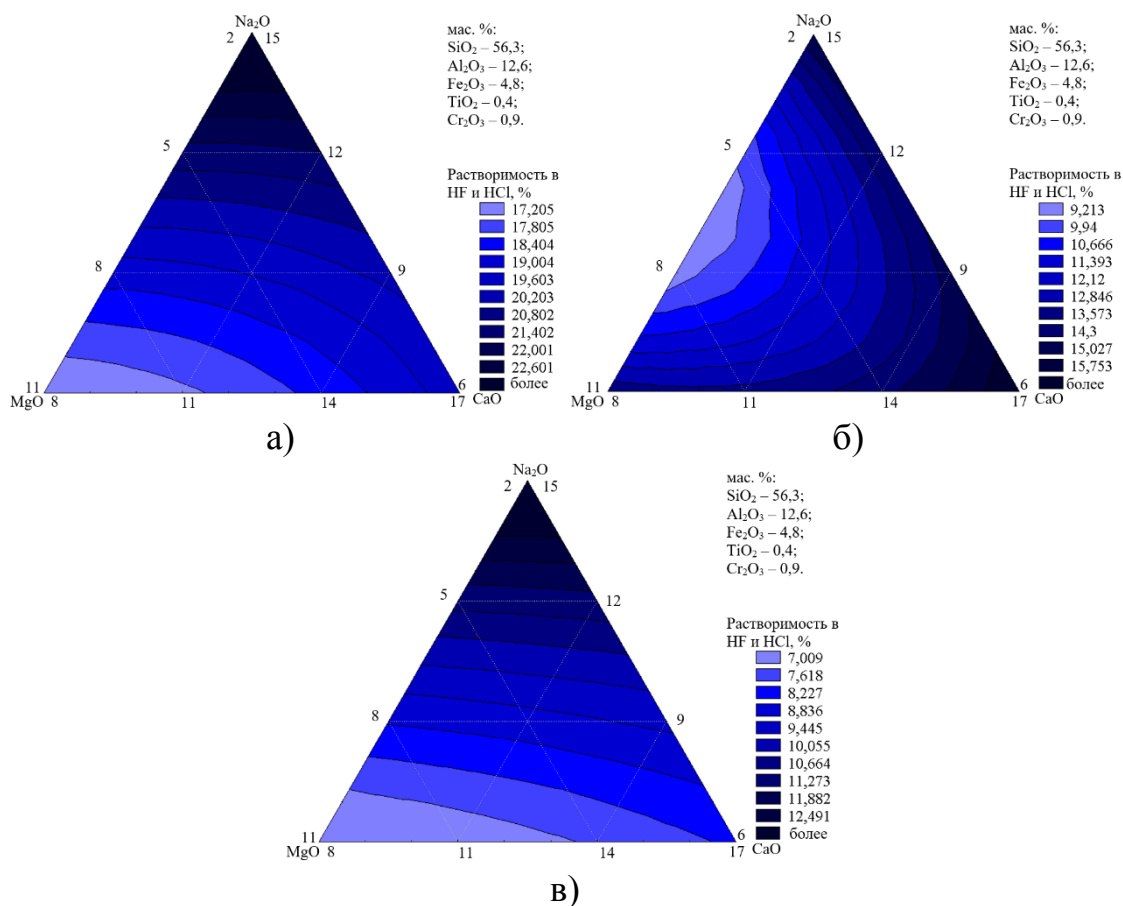 Na₂O
2 15
мас. %:
SiO₂ – 56,3;
Al₂O₃ – 12,6;
Fe₂O₃ – 4,8;
TiO₂ – 0,4;
Cr₂O₃ – 0,9.
5 12
8 9
11 6
MgO 8 11 14 17 CaO
Растворимость в
HF и HCl, %
17,205
17,805
18,404
19,004
19,603
20,203
20,802
21,402
22,001
22,601
более
а)
Na₂O
2 15
мас. %:
SiO₂ – 56,3;
Al₂O₃ – 12,6;
Fe₂O₃ – 4,8;
TiO₂ – 0,4;
Cr₂O₃ – 0,9.
5 12
8 9
11 6
MgO 8 11 14 17 CaO
Растворимость в
HF и HCl, %
9,213
9,94
10,666
11,393
12,12
12,846
13,573
14,3
15,027
15,753
более
б)
Na₂O
2 15
мас. %:
SiO₂ – 56,3;
Al₂O₃ – 12,6;
Fe₂O₃ – 4,8;
TiO₂ – 0,4;
Cr₂O₃ – 0,9.
5 12
8 9
11 6
MgO 8 11 14 17 CaO
Растворимость в
HF и HCl, %
7,009
7,618
8,227
8,836
9,445
10,055
10,664
11,273
11,882
12,491
более
в)